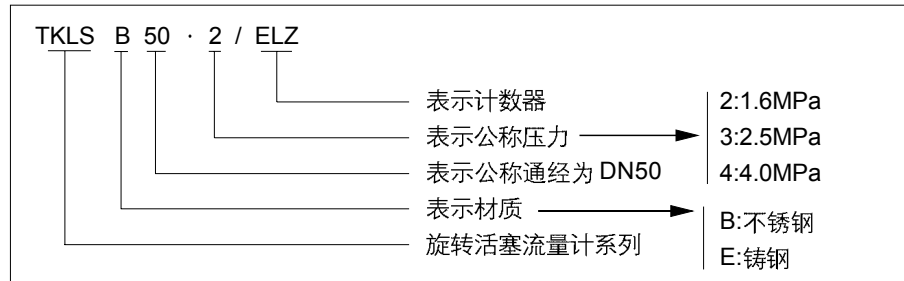 TKLS B 50 · 2 / ELZ
表示计数器
2:1.6MPa
表示公称压力
3:2.5MPa
表示公称通经为 DN50
4:4.0MPa
表示材质
B:不锈钢
旋转活塞流量计系列
E:铸钢